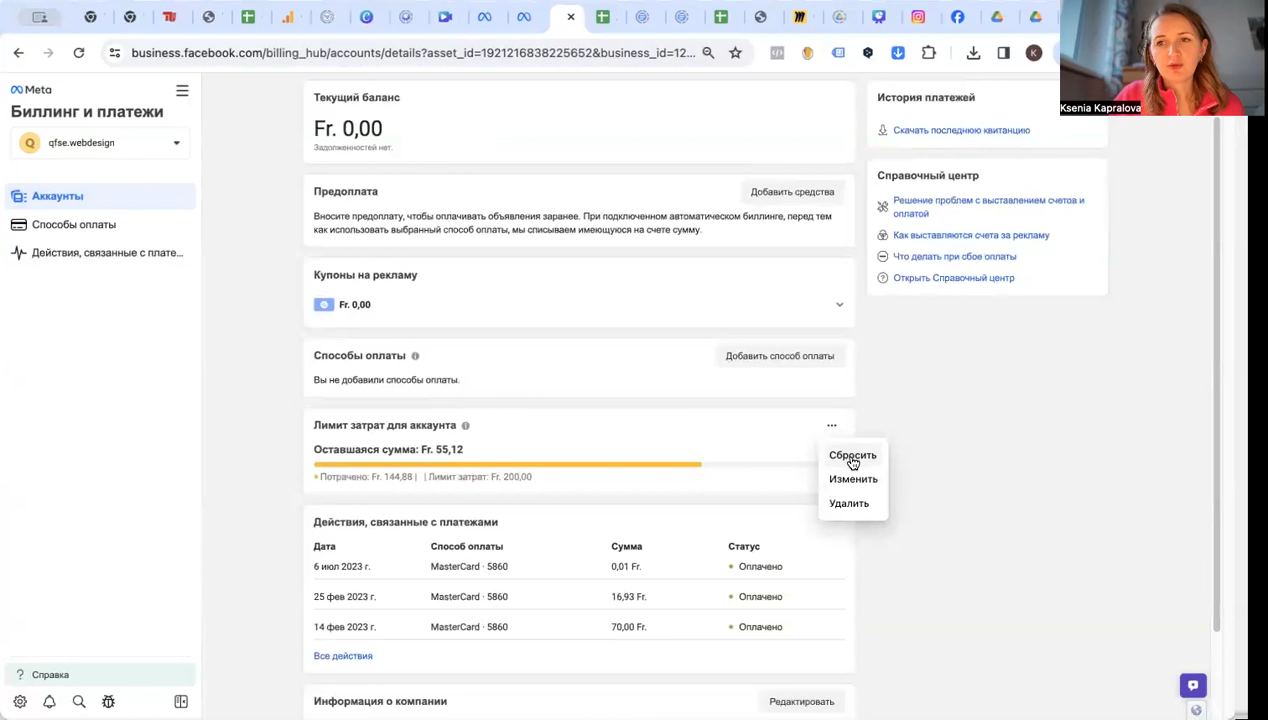 business.facebook.com/billing_hub/accounts/details?asset_id=1921216838225652&business_id=12...
Ksenia Kapralova
Meta
Биллинг и платежи
Q qfse.webdesign
Аккаунты
Способы оплаты
Действия, связанные с плате...
Текущий баланс
Fr. 0,00
Задолженностей нет.
Предоплата
Добавить средства
Вносите предоплату, чтобы оплачивать объявления заранее. При подключенном автоматическом биллинге, перед тем
как использовать выбранный способ оплаты, мы списываем имеющуюся на счете сумму.
Купоны на рекламу
Fr. 0,00
Способы оплаты
Добавить способ оплаты
Вы не добавили способы оплаты.
Лимит затрат для аккаунта
Оставшаяся сумма: Fr. 55,12
Потрачено: Fr. 144,88 | | Лимит затрат: Fr. 200,00
Сбросить
Изменить
Удалить
Действия, связанные с платежами
Дата Способ оплаты Сумма Статус
6 июл 2023 г. MasterCard · 5860 0,01 Fr. Оплачено
25 фев 2023 г. MasterCard · 5860 16,93 Fr. Оплачено
14 фев 2023 г. MasterCard · 5860 70,00 Fr. Оплачено
Все действия
Информация о компании
Редактировать
История платежей
Скачать последнюю квитанцию
Справочный центр
Решение проблем с выставлением счетов и
оплатой
Как выставляются счета за рекламу
Что делать при сбое оплаты
Открыть Справочный центр
? Справка